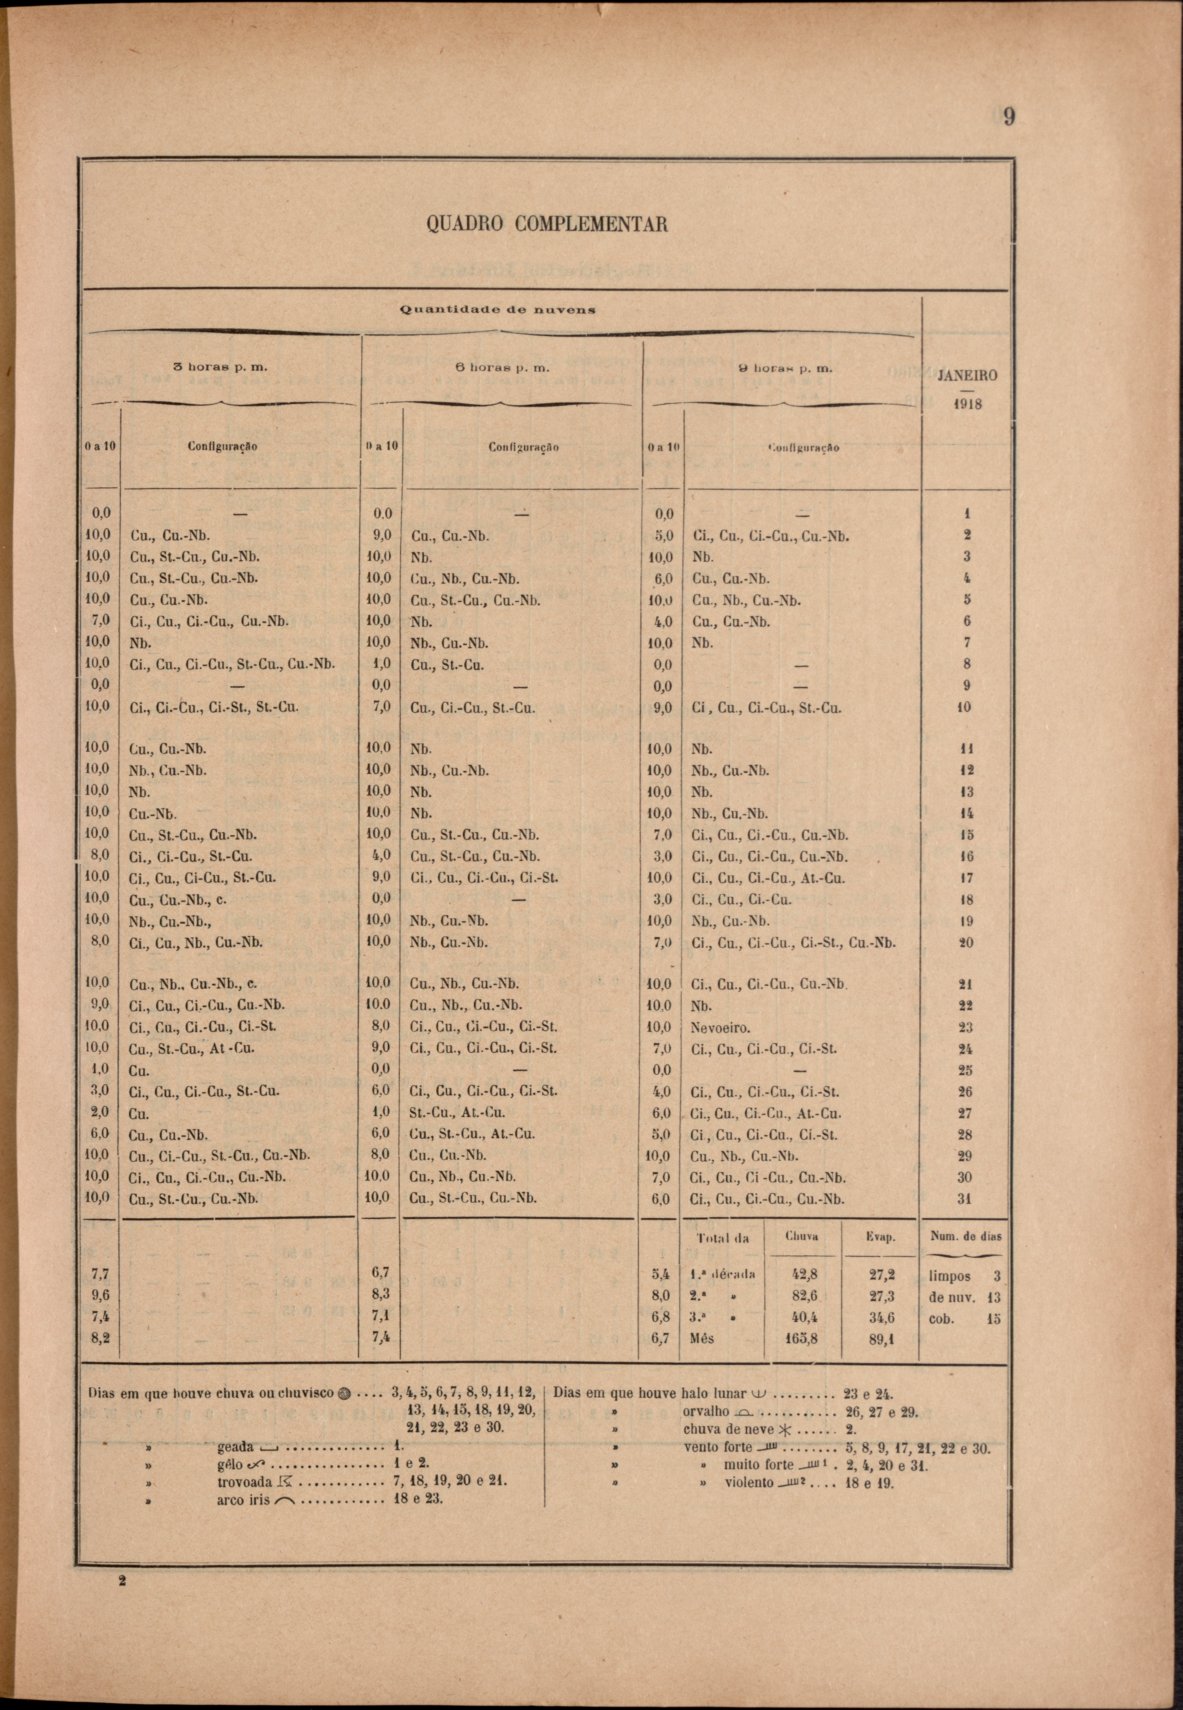 9
QUADRO COMPLEMENTAR
Quantidade de nuvens
3 horas p. m. 6 horas p. m. 9 horas p. m. JANEIRO
1918
0 a 10 Configuração 0 a 10 Configuração 0 a 10 Configuração
0,0 — 0.0 — 0,0 — 1
10,0 Cu., Cu.-Nb. 9,0 Cu., Cu.-Nb. 5,0 Ci., Cu., Ci.-Cu., Cu.-Nb. 2
10,0 Cu., St.-Cu., Cu.-Nb. 10,0 Nb. 10,0 Nb. 3
10,0 Cu., St.-Cu., Cu.-Nb. 10,0 Cu., Nb., Cu.-Nb. 6,0 Cu., Cu.-Nb. 4
10,0 Cu., Cu.-Nb. 10,0 Cu., St.-Cu., Cu.-Nb. 10,0 Cu., Nb., Cu.-Nb. 5
7,0 Ci., Cu., Ci.-Cu., Cu.-Nb. 10,0 Nb. 4,0 Cu., Cu.-Nb. 6
10,0 Nb. 10,0 Nb., Cu.-Nb. 10,0 Nb. 7
10,0 Ci., Cu., Ci.-Cu., St.-Cu., Cu.-Nb. 1,0 Cu., St.-Cu. 0,0 — 8
0,0 — 0,0 — 0,0 — 9
10,0 Ci., Ci.-Cu., Ci.-St., St.-Cu. 7,0 Cu., Ci.-Cu., St.-Cu. 9,0 Ci , Cu., Ci.-Cu., St.-Cu. 10
10,0 Cu., Cu.-Nb. 10,0 Nb. 10,0 Nb. 11
10,0 Nb., Cu.-Nb. 10,0 Nb., Cu.-Nb. 10,0 Nb., Cu.-Nb. 12
10,0 Nb. 10,0 Nb. 10,0 Nb. 13
10,0 Cu.-Nb. 10,0 Nb. 10,0 Nb., Cu.-Nb. 14
10,0 Cu., St.-Cu., Cu.-Nb. 10,0 Cu., St.-Cu., Cu.-Nb. 7,0 Ci., Cu., Ci.-Cu., Cu.-Nb. 15
8,0 Ci., Ci.-Cu., St.-Cu. 4,0 Cu., St.-Cu., Cu.-Nb. 3,0 Ci., Cu., Ci.-Cu., Cu.-Nb. 16
10,0 Ci., Cu., Ci-Cu., St.-Cu. 9,0 Ci., Cu., Ci.-Cu., Ci.-St. 10,0 Ci., Cu., Ci.-Cu., At.-Cu. 17
10,0 Cu., Cu.-Nb., c. 0,0 — 3,0 Ci., Cu., Ci.-Cu. 18
10,0 Nb., Cu.-Nb., 10,0 Nb., Cu.-Nb. 10,0 Nb., Cu.-Nb. 19
8,0 Ci., Cu., Nb., Cu.-Nb. 10,0 Nb., Cu.-Nb. 7,0 Ci., Cu., Ci.-Cu., Ci.-St., Cu.-Nb. 20
10,0 Cu., Nb., Cu.-Nb., c. 10,0 Cu., Nb., Cu.-Nb. 10,0 Ci., Cu., Ci.-Cu., Cu.-Nb. 21
9,0 Ci., Cu., Ci.-Cu., Cu.-Nb. 10.0 Cu., Nb., Cu.-Nb. 10.0 Nb. 22
10,0 Ci., Cu., Ci.-Cu., Ci.-St. 8,0 Ci., Cu., Ci.-Cu., Ci.-St. 10,0 Nevoeiro. 23
10,0 Cu., St.-Cu., At -Cu. 9,0 Ci., Cu., Ci.-Cu., Ci.-St. 7,0 Ci., Cu., Ci.-Cu., Ci.-St. 24
1,0 Cu. 0,0 — 0,0 — 25
3,0 Ci., Cu., Ci.-Cu., St.-Cu. 6,0 Ci., Cu., Ci.-Cu., Ci.-St. 4,0 Ci., Cu., Ci.-Cu., Ci.-St. 26
2,0 Cu. 1,0 St.-Cu., At.-Cu. 6,0 Ci., Cu., Ci.-Cu., At.-Cu. 27
6,0 Cu., Cu.-Nb. 6,0 Cu., St.-Cu., At.-Cu. 5,0 Ci., Cu., Ci.-Cu., Ci.-St. 28
10,0 Cu., Ci.-Cu., St.-Cu., Cu.-Nb. 8,0 Cu., Cu.-Nb. 10,0 Cu., Nb., Cu.-Nb. 29
10,0 Ci., Cu., Ci.-Cu., Cu.-Nb. 10.0 Cu., Nb., Cu.-Nb. 7,0 Ci., Cu., Ci -Cu., Cu.-Nb. 30
10,0 Cu., St.-Cu., Cu.-Nb. 10,0 Cu., St.-Cu., Cu.-Nb. 6,0 Ci., Cu., Ci.-Cu., Cu.-Nb. 31
Total da Chuva Evap. Num. de dias
7,7 6,7 5,4 1.ª década 42,8 27,2 limpos 3
9,6 8,3 8,0 2.ª » 82,6 27,3 de nuv. 13
7,4 7,1 6,8 3.ª » 40,4 34,6 cob. 15
8,2 7,4 6,7 Mês 165,8 89,1
Dias em que houve chuva ou chuvisco .... 3, 4, 5, 6, 7, 8, 9, 11, 12,
13, 14, 15, 18, 19, 20,
21, 22, 23 e 30.
» geada .............. 1.
» gêlo ................ 1 e 2.
» trovoada ............ 7, 18, 19, 20 e 21.
» arco iris ............ 18 e 23.
Dias em que houve halo lunar ......... 23 e 24.
» orvalho ........... 26, 27 e 29.
» chuva de neve ...... 2.
» vento forte ........ 5, 8, 9, 17, 21, 22 e 30.
» » muito forte 1 . 2, 4, 20 e 31.
» » violento 2 .... 18 e 19.
2